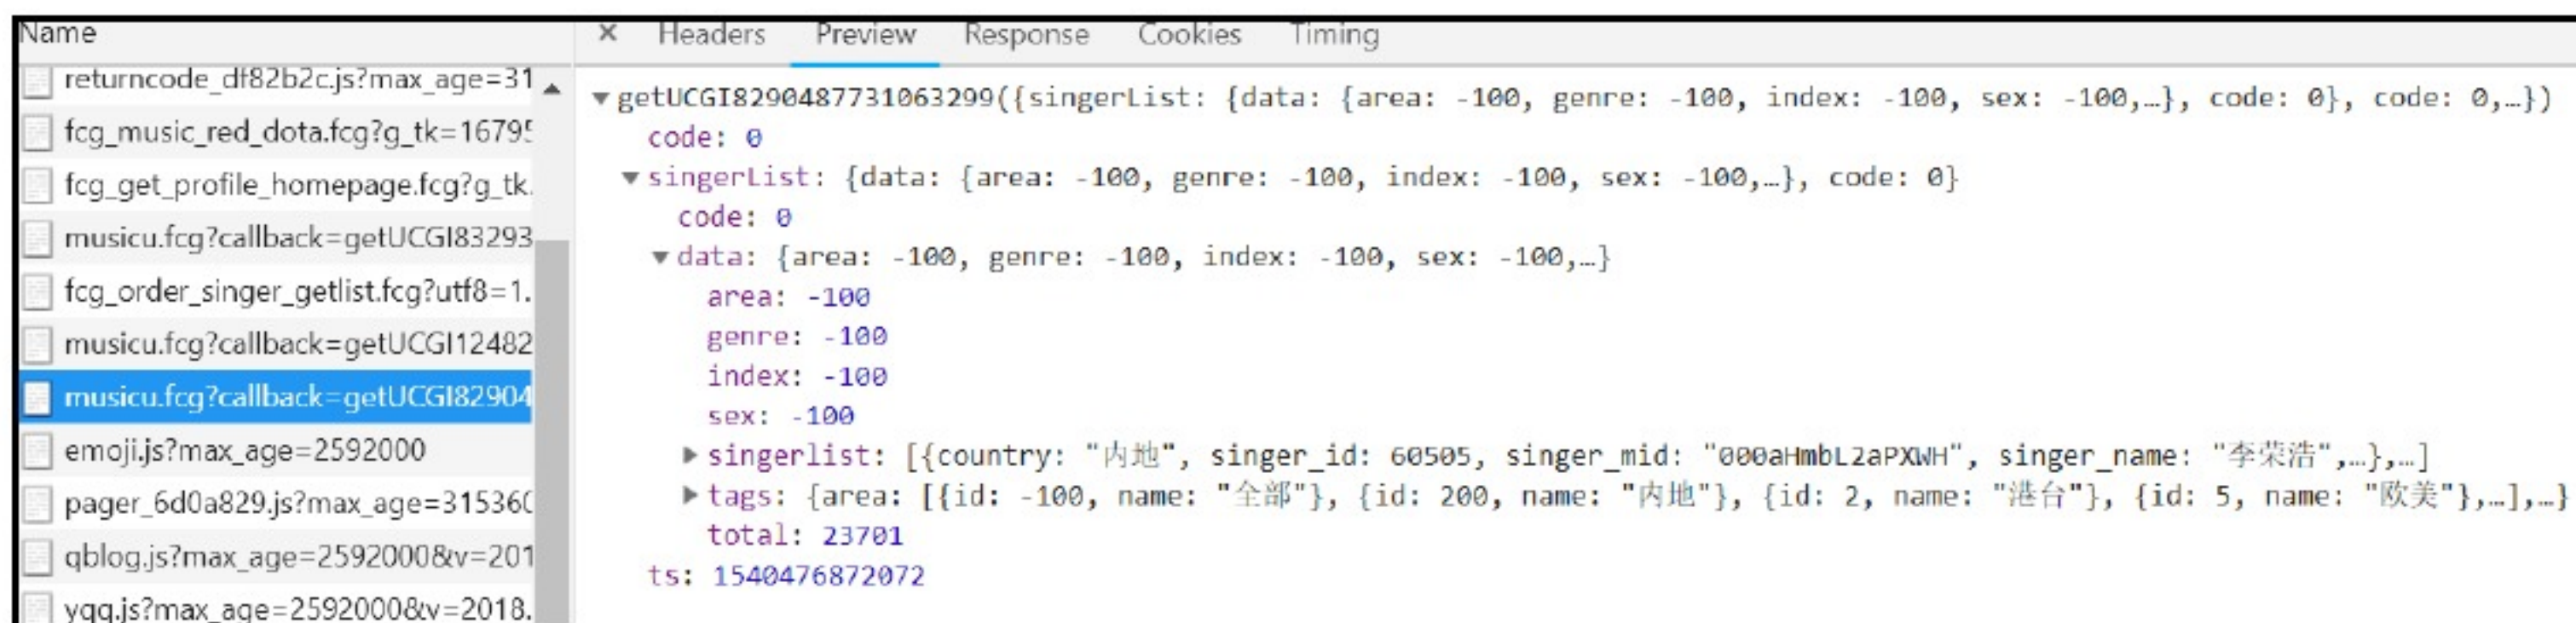 Name
returncode_df82b2c.js?max_age=31
fcg_music_red_dota.fcg?g_tk=16795
fcg_get_profile_homepage.fcg?g_tk.
musicu.fcg?callback=getUCGI83293
fcg_order_singer_getlist.fcg?utf8=1.
musicu.fcg?callback=getUCGI12482
musicu.fcg?callback=getUCGI82904
emoji.js?max_age=2592000
pager_6d0a829.js?max_age=315360
qblog.js?max_age=2592000&v=201
yqq.js?max_age=2592000&v=2018.
× Headers Preview Response Cookies Timing
▼getUCGI8290487731063299({singerList: {data: {area: -100, genre: -100, index: -100, sex: -100,…}, code: 0}, code: 0,…})
code: 0
▼singerList: {data: {area: -100, genre: -100, index: -100, sex: -100,…}, code: 0}
code: 0
▼data: {area: -100, genre: -100, index: -100, sex: -100,…}
area: -100
genre: -100
index: -100
sex: -100
▶singerlist: [{country: "内地", singer_id: 60505, singer_mid: "000aHmbL2aPXWH", singer_name: "李荣浩",…},…]
▶tags: {area: [{id: -100, name: "全部"}, {id: 200, name: "内地"}, {id: 2, name: "港台"}, {id: 5, name: "欧美"},…],…}
total: 23701
ts: 1540476872072